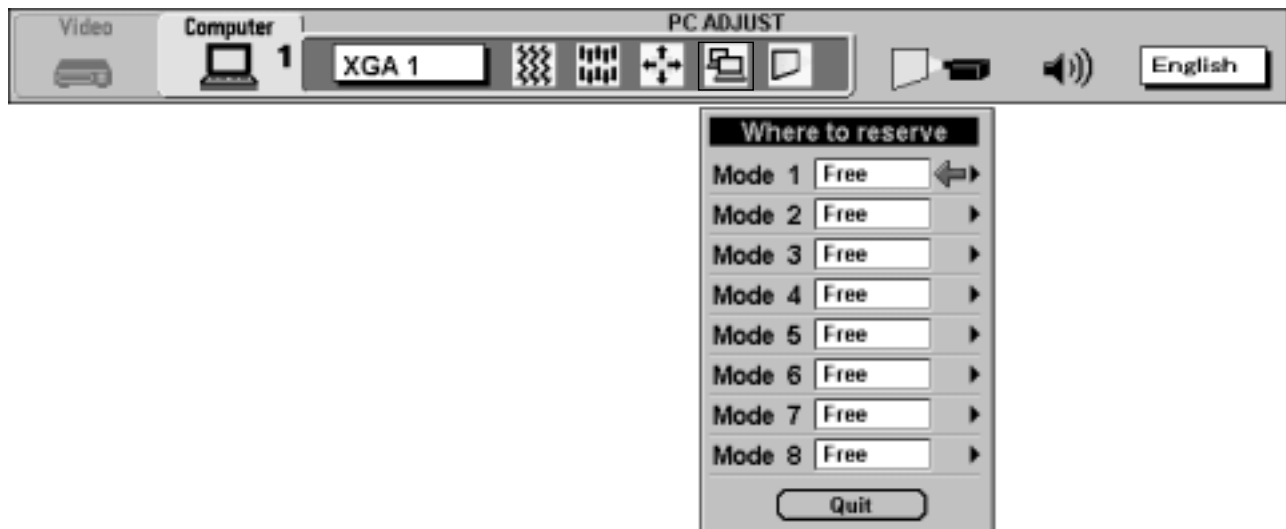 Video
Computer
1
PC ADJUST
XGA 1
English
Where to reserve
Mode 1 Free
Mode 2 Free
Mode 3 Free
Mode 4 Free
Mode 5 Free
Mode 6 Free
Mode 7 Free
Mode 8 Free
Quit